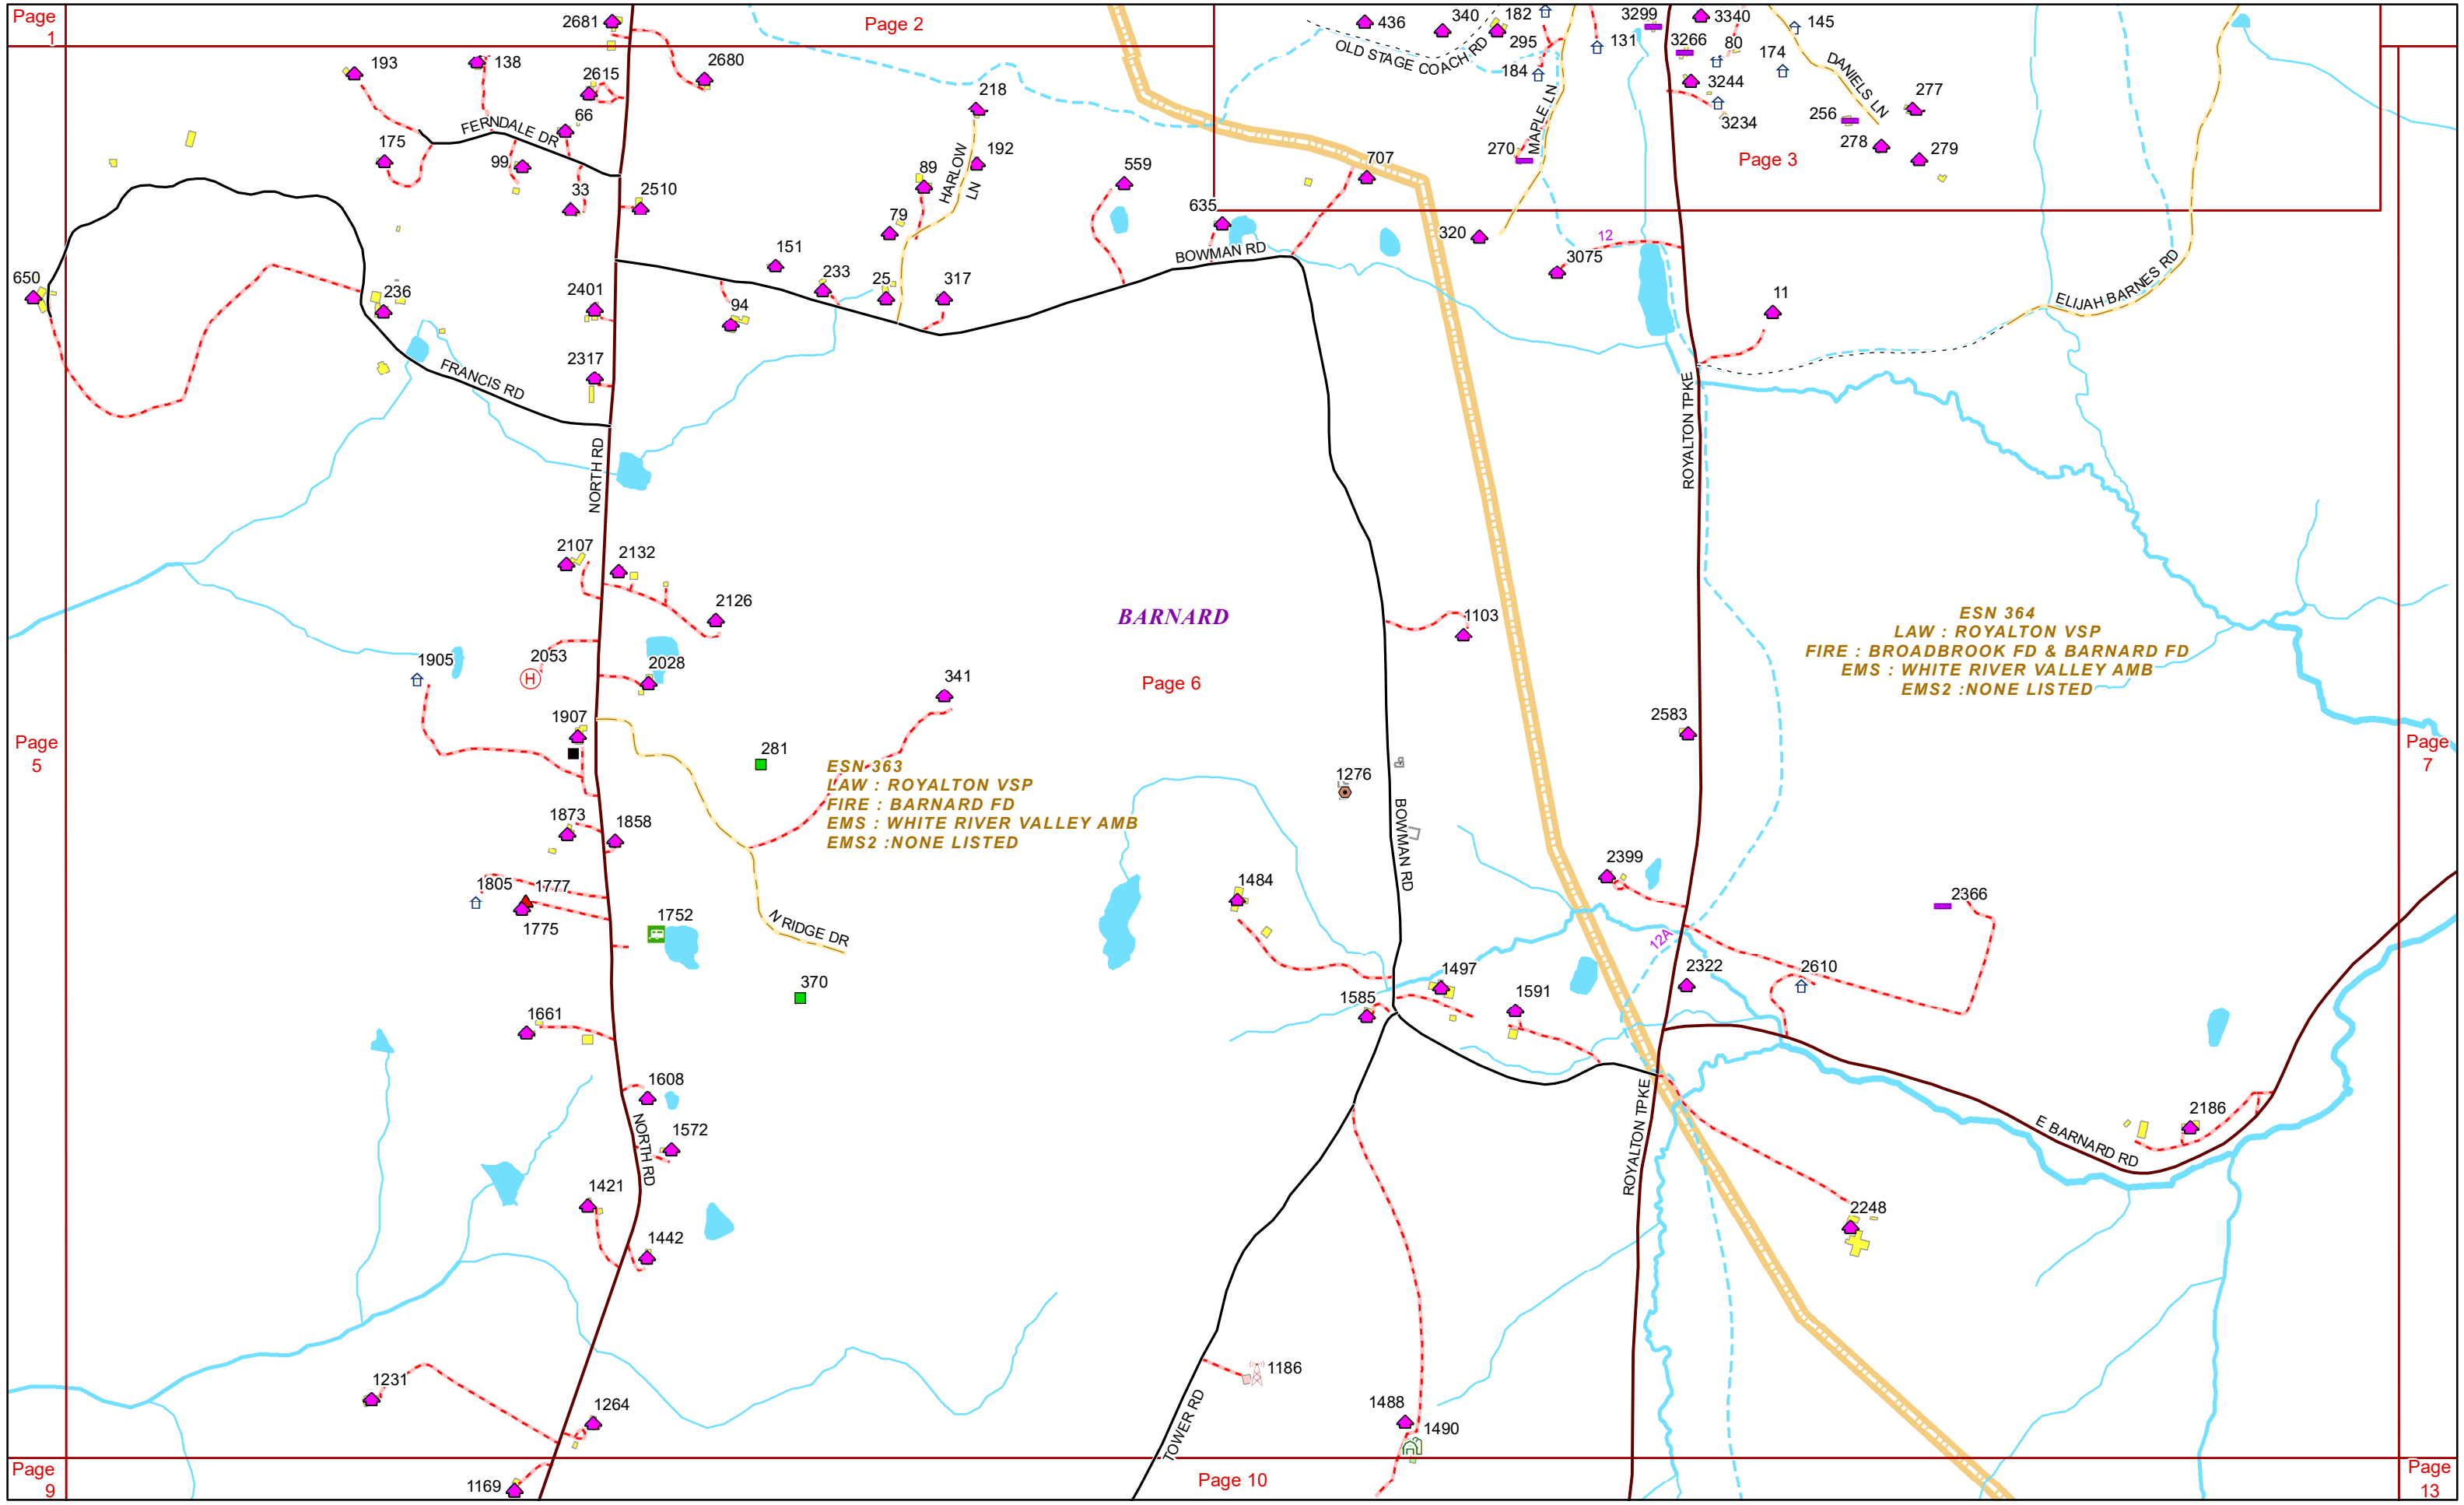 Page
1
2681
Page 2
436
340
182
3299
3340
145
OLD STAGE COACH RD
295
131
3266
80
174
184
DANIELS LN
193
138
2615
2680
218
3244
277
66
FERNDALE DR
MAPLE LN
256
3234
175
99
HARLOW
LN
192
559
707
270
Page 3
278
279
89
33
2510
635
79
320
12
151
BOWMAN RD
3075
650
236
2401
233
25
317
11
ELIJAH BARNES RD
94
2317
FRANCIS RD
ROYALTON TPKE
NORTH RD
2107
2132
2126
BARNARD
1103
ESN 364
LAW : ROYALTON VSP
FIRE : BROADBROOK FD & BARNARD FD
EMS : WHITE RIVER VALLEY AMB
EMS2 :NONE LISTED
1905
2053
H
2028
341
Page 6
1907
281
2583
Page
5
Page
7
ESN 363
LAW : ROYALTON VSP
FIRE : BARNARD FD
EMS : WHITE RIVER VALLEY AMB
EMS2 :NONE LISTED
1276
BOWMAN RD
1873
1858
1805
1777
1484
2399
2366
1775
1752
N RIDGE DR
12A
370
1497
2322
2610
1585
1591
1661
1608
1572
NORTH RD
ROYALTON TPKE
E BARNARD RD
2186
1421
1442
2248
1231
1264
1186
TOWER RD
1488
1490
Page
9
1169
Page 10
Page
13